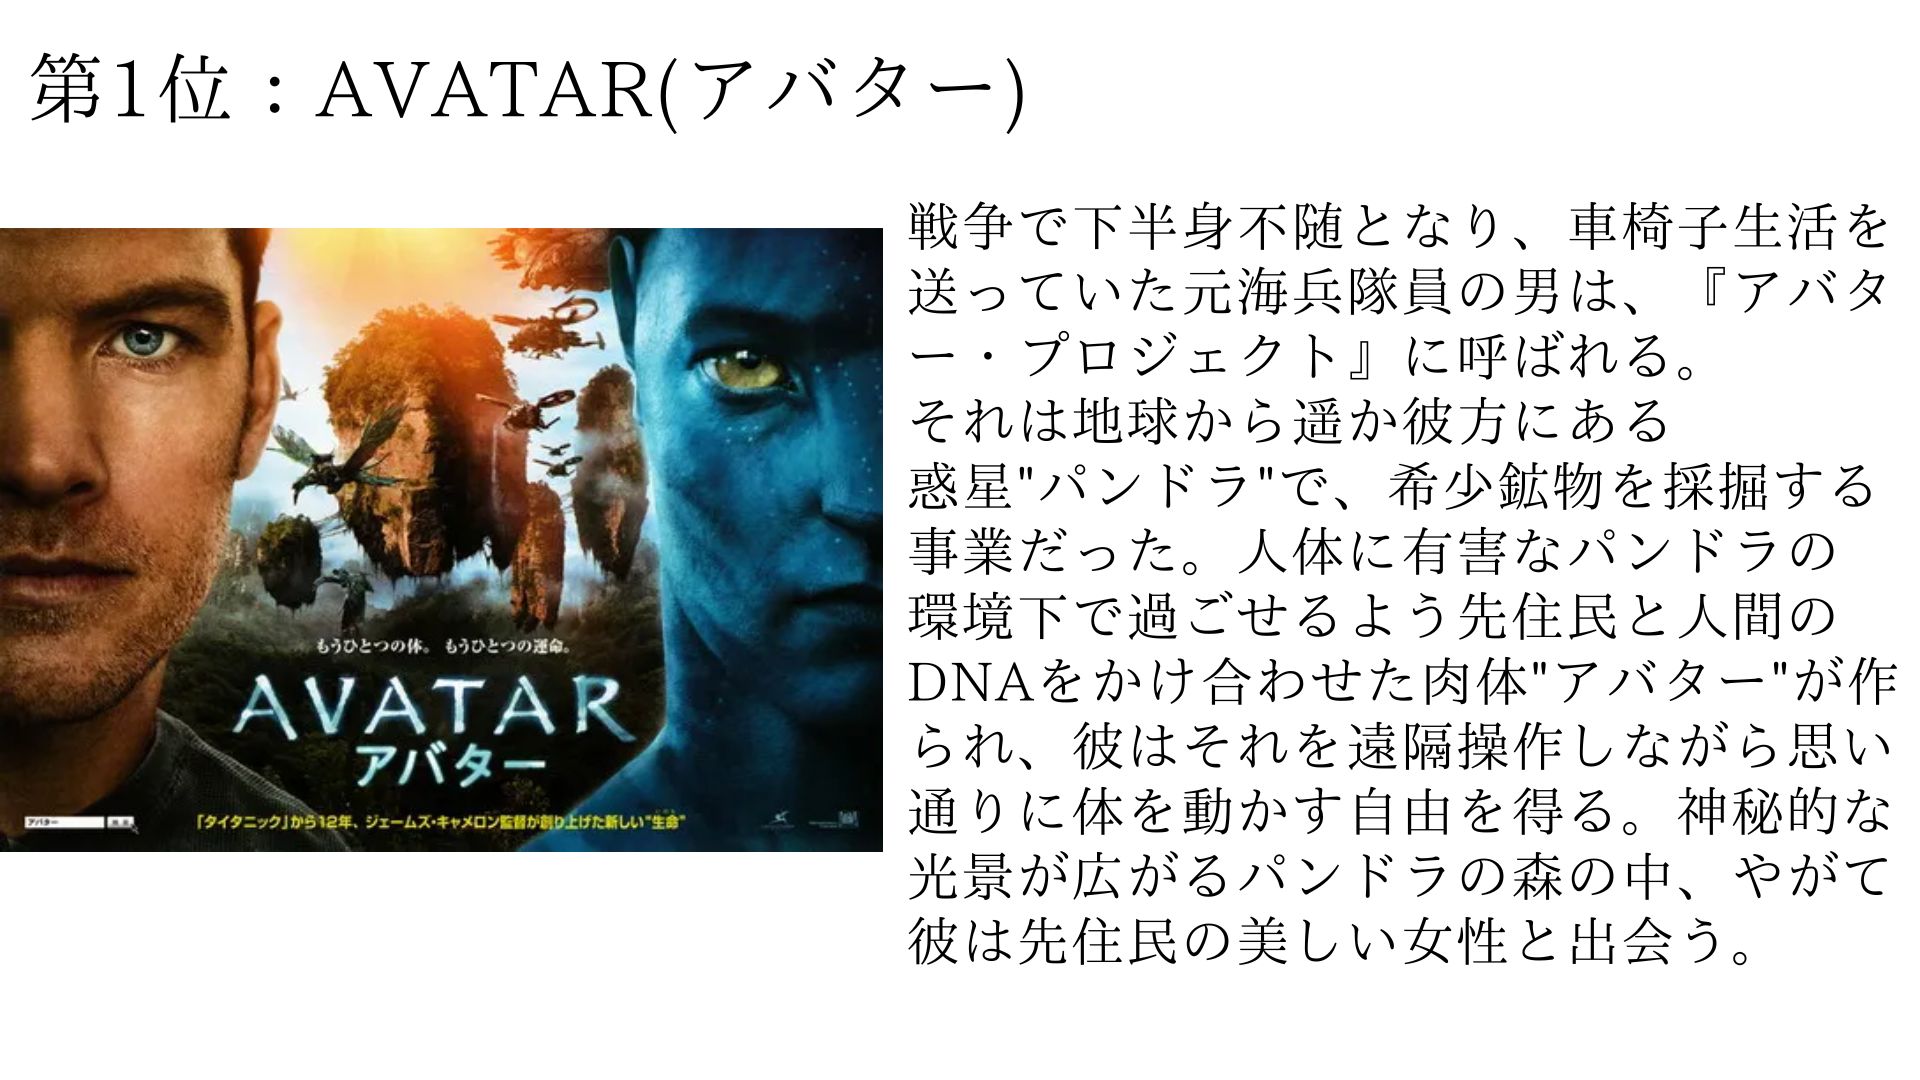 第1位：AVATAR(アバター)
戦争で下半身不随となり、車椅子生活を
送っていた元海兵隊員の男は、『アバタ
ー・プロジェクト』に呼ばれる。
それは地球から遥か彼方にある
惑星"パンドラ"で、希少鉱物を採掘する
事業だった。人体に有害なパンドラの
環境下で過ごせるよう先住民と人間の
DNAをかけ合わせた肉体"アバター"が作
られ、彼はそれを遠隔操作しながら思い
通りに体を動かす自由を得る。神秘的な
光景が広がるパンドラの森の中、やがて
彼は先住民の美しい女性と出会う。
もうひとつの体。もうひとつの運命。
AVATAR
アバター
「タイタニック」から12年、ジェームズ・キャメロン監督が創り上げた新しい"生命"
アバター